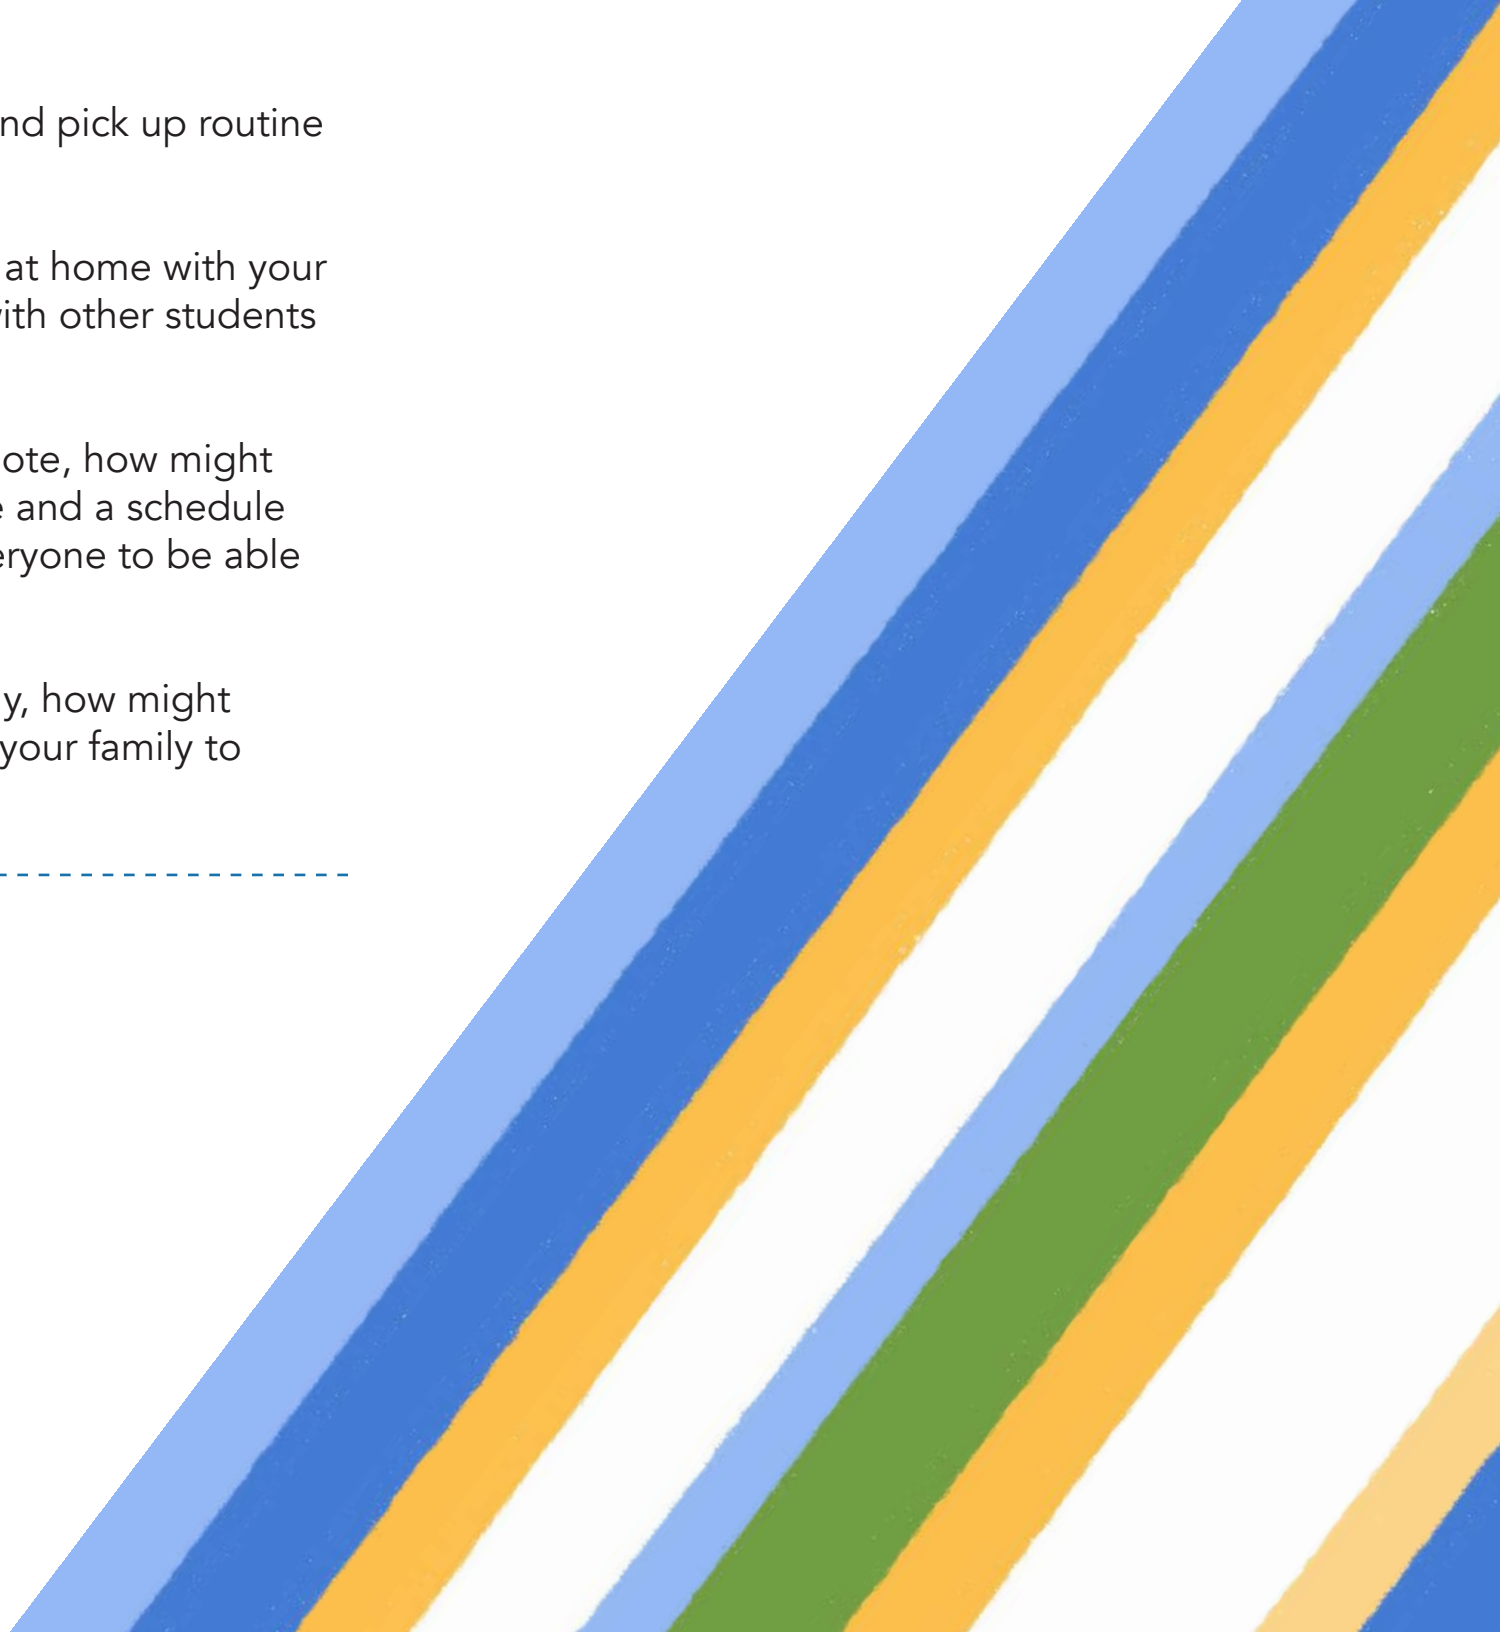 nd pick up routine
at home with your
ith other students
ote, how might
and a schedule
eryone to be able
y, how might
your family to